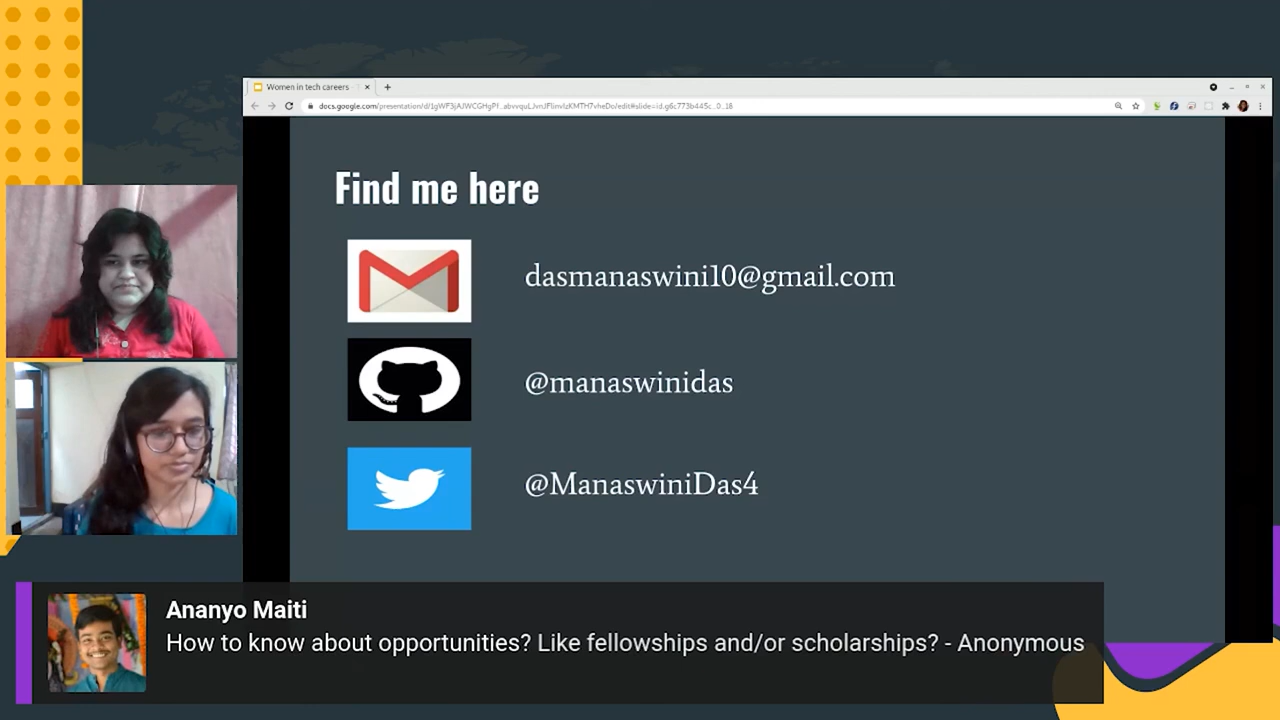 Women in tech careers
Find me here
dasmanaswini10@gmail.com
@manaswinidas
@ManaswiniDas4
Ananyo Maiti
How to know about opportunities? Like fellowships and/or scholarships? - Anonymous